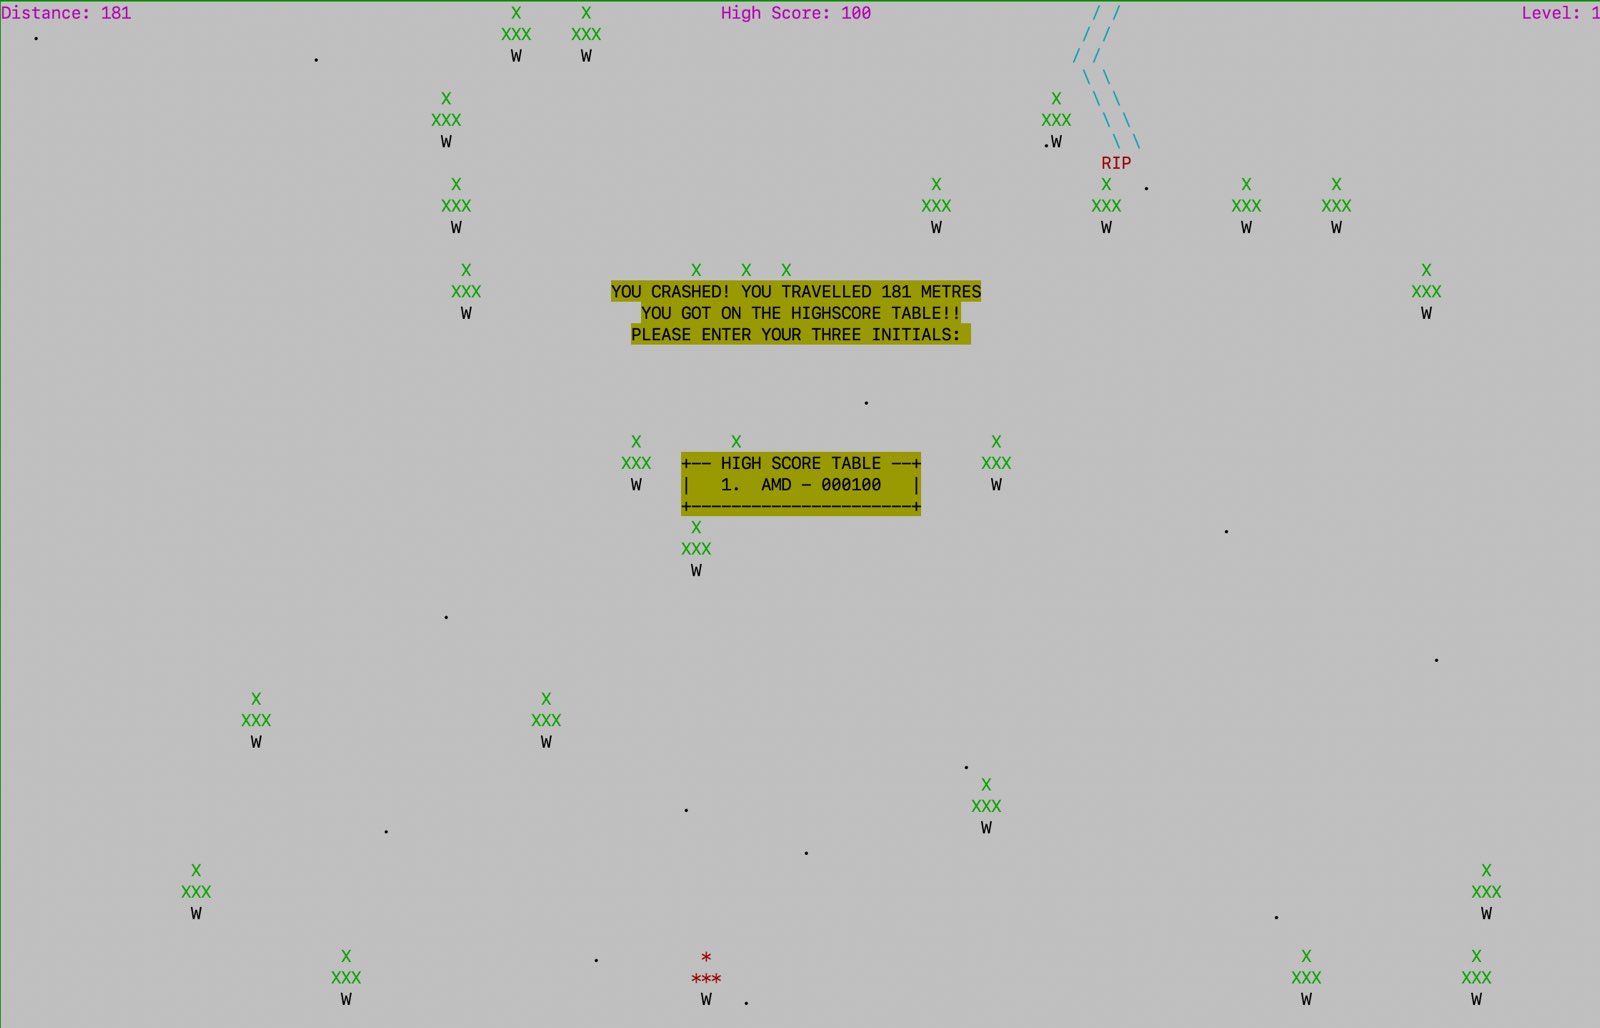 Distance: 181 High Score: 100 Level: 1
RIP
YOU CRASHED! YOU TRAVELLED 181 METRES
YOU GOT ON THE HIGHSCORE TABLE!!
PLEASE ENTER YOUR THREE INITIALS:
+-- HIGH SCORE TABLE --+
| 1. AMD - 000100 |
+----------------------+